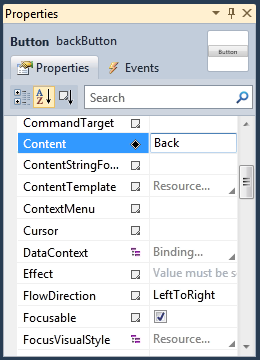 Properties
Button backButton
Button
Properties Events
Search
CommandTarget
Content Back
ContentStringFo...
ContentTemplate Resource...
ContextMenu
Cursor
DataContext Binding...
Effect Value must be s
FlowDirection LeftToRight
Focusable
FocusVisualStyle Resource...